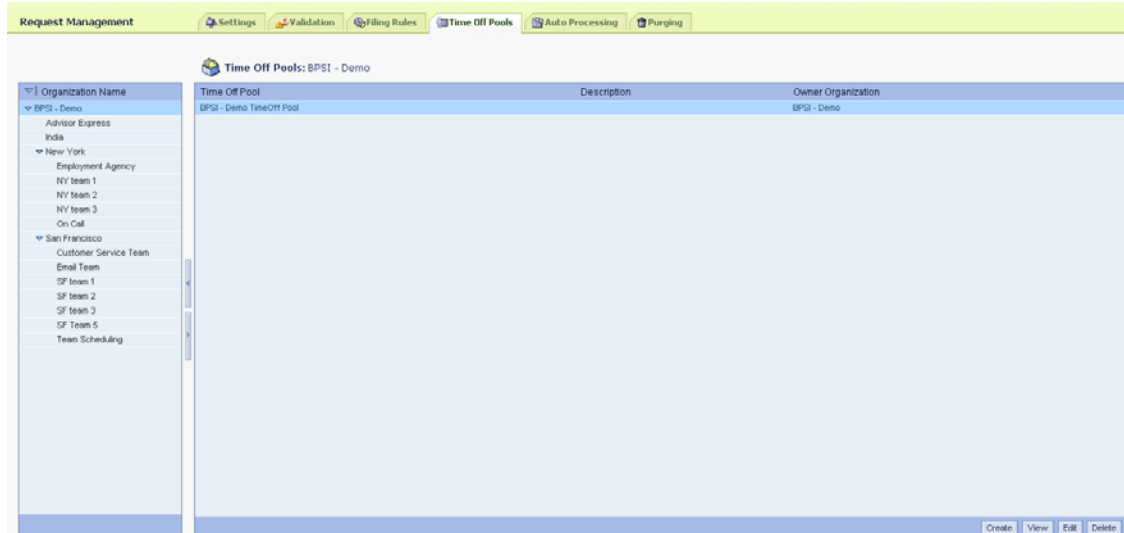 Request Management
Settings Validation Filing Rules Time Off Pools Auto Processing Purging
Time Off Pools: BPSI - Demo
Organization Name
BPSI - Demo
Advisor Express
India
New York
Employment Agency
NY team 1
NY team 2
NY team 3
On Call
San Francisco
Customer Service Team
Email Team
SF team 1
SF team 2
SF team 3
SF Team 5
Team Scheduling
Time Off Pool Description Owner Organization
BPSI - Demo TimeOff Pool BPSI - Demo
Create View Edit Delete